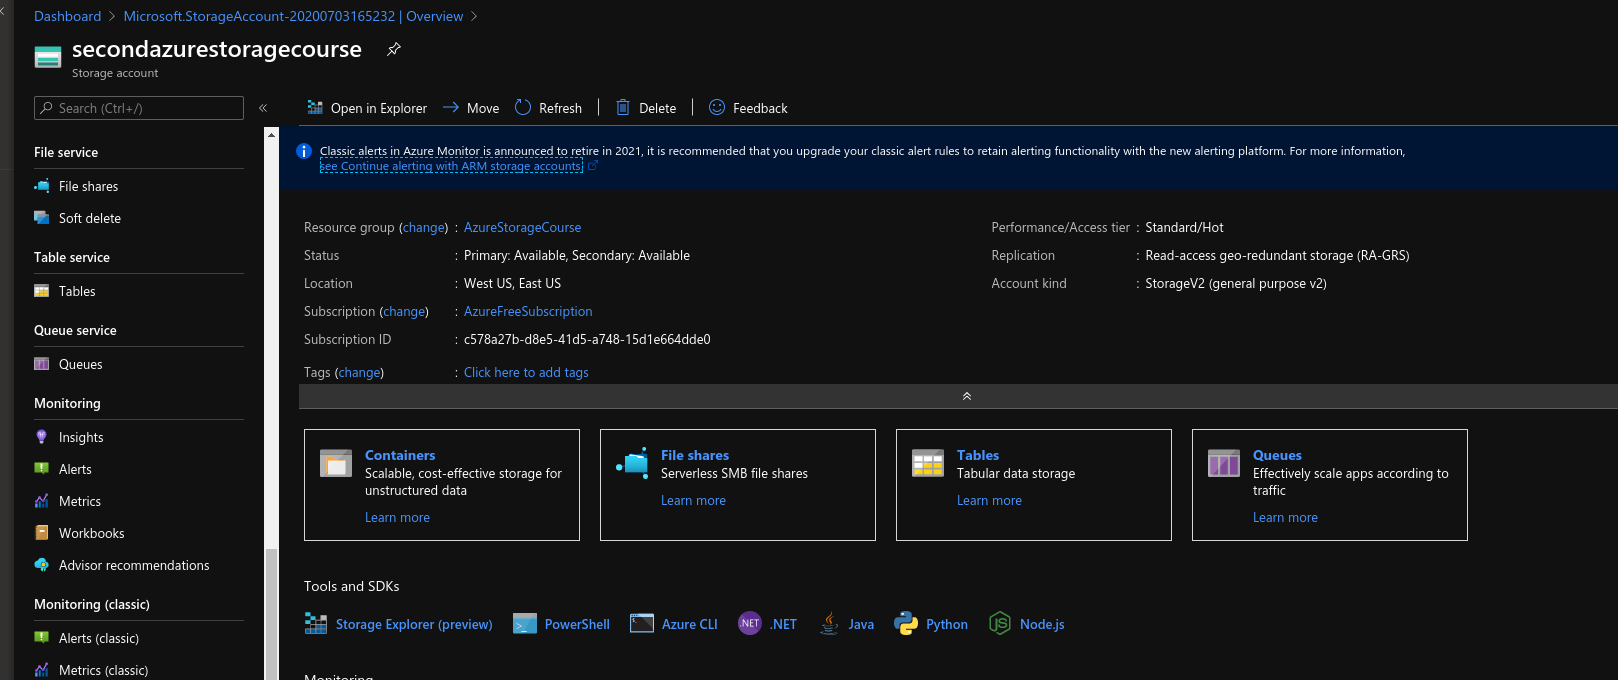 Dashboard > Microsoft.StorageAccount-20200703165232 | Overview >
secondazurestoragecourse
Storage account
Search (Ctrl+/)
«
Open in Explorer
Move
Refresh
Delete
Feedback
Classic alerts in Azure Monitor is announced to retire in 2021, it is recommended that you upgrade your classic alert rules to retain alerting functionality with the new alerting platform. For more information,
see Continue alerting with ARM storage accounts.
File service
File shares
Soft delete
Table service
Tables
Queue service
Queues
Monitoring
Insights
Alerts
Metrics
Workbooks
Advisor recommendations
Monitoring (classic)
Alerts (classic)
Metrics (classic)
Resource group (change) : AzureStorageCourse
Status : Primary: Available, Secondary: Available
Location : West US, East US
Subscription (change) : AzureFreeSubscription
Subscription ID : c578a27b-d8e5-41d5-a748-15d1e664dde0
Tags (change) : Click here to add tags
Performance/Access tier : Standard/Hot
Replication : Read-access geo-redundant storage (RA-GRS)
Account kind : StorageV2 (general purpose v2)
Containers
Scalable, cost-effective storage for
unstructured data
Learn more
File shares
Serverless SMB file shares
Learn more
Tables
Tabular data storage
Learn more
Queues
Effectively scale apps according to
traffic
Learn more
Tools and SDKs
Storage Explorer (preview)
PowerShell
Azure CLI
NET
.NET
Java
Python
JS
Node.js
Monitoring